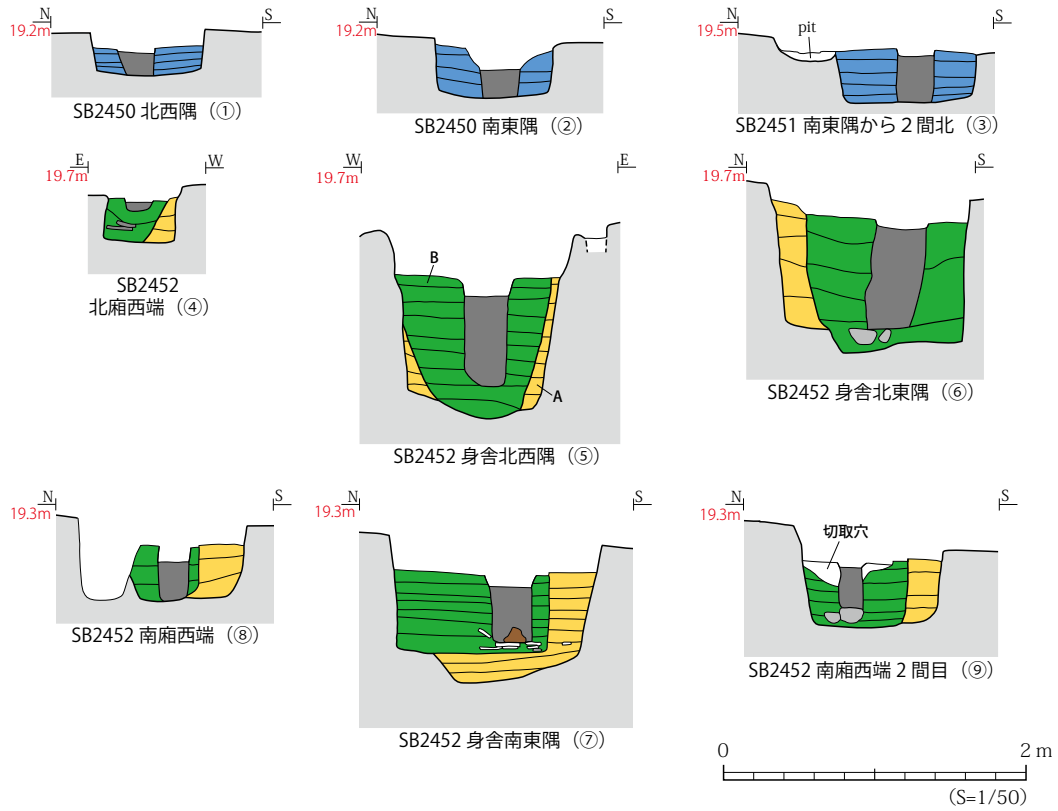 N
S
19.2m
SB2450 北西隅（①）
N
S
19.2m
SB2450 南東隅（②）
N
S
19.5m
pit
SB2451 南東隅から２間北（③）
E
W
19.7m
SB2452
北廂西端（④）
W
E
19.7m
B
A
SB2452 身舎北西隅（⑤）
N
S
19.7m
SB2452 身舎北東隅（⑥）
N
S
19.3m
SB2452 南廂西端（⑧）
N
S
19.3m
SB2452 身舎南東隅（⑦）
N
S
19.3m
切取穴
SB2452 南廂西端 2 間目（⑨）
0
2 m
(S=1/50)